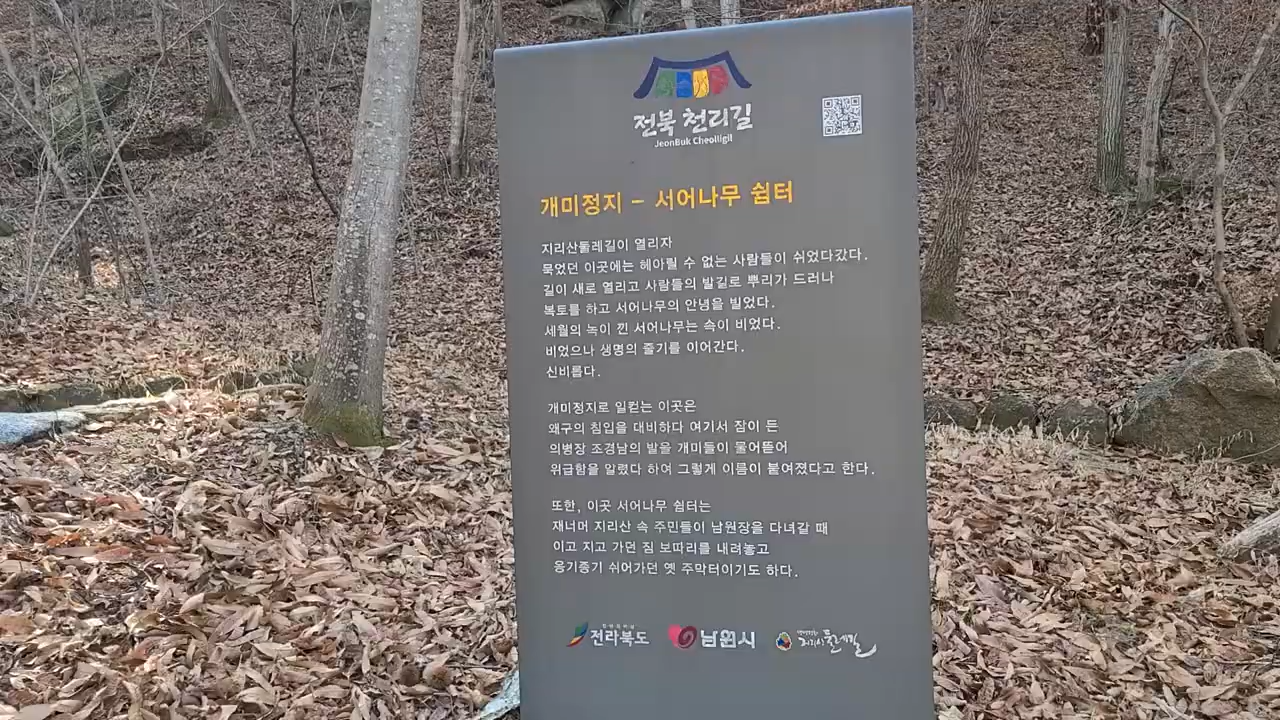 전북 천리길
JeonBuk Cheolligil
개미정지 - 서어나무 쉼터
지리산둘레길이 열리자
묵었던 이곳에는 헤아릴 수 없는 사람들이 쉬었다갔다.
길이 새로 열리고 사람들의 발길로 뿌리가 드러나
복토를 하고 서어나무의 안녕을 빌었다.
세월의 녹이 낀 서어나무는 속이 비었다.
비었으나 생명의 줄기를 이어간다.
신비롭다.
개미정지로 일컫는 이곳은
왜구의 침입을 대비하다 여기서 잠이 든
의병장 조경남의 발을 개미들이 물어뜯어
위급함을 알렸다 하여 그렇게 이름이 붙여졌다고 한다.
또한, 이곳 서어나무 쉼터는
재너머 지리산 속 주민들이 남원장을 다녀갈 때
이고 지고 가던 짐 보따리를 내려놓고
옹기종기 쉬어가던 옛 주막터이기도 하다.
전라북도 남원시 지리산둘레길